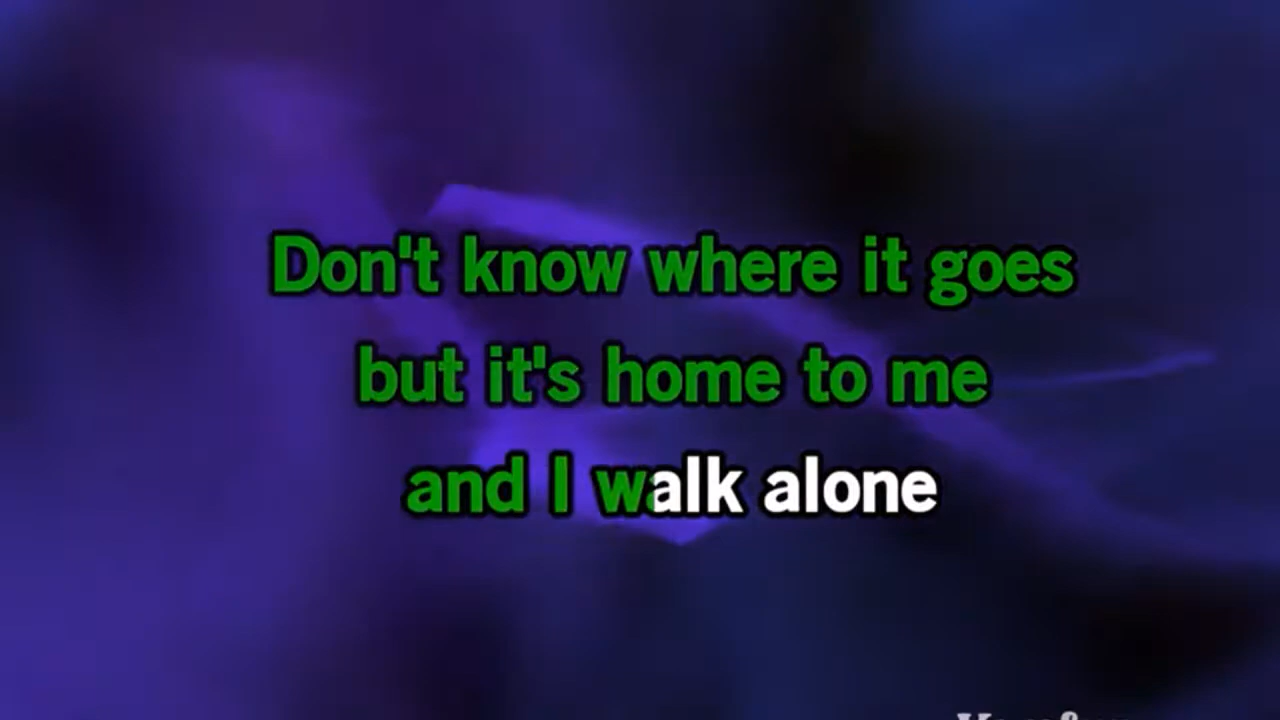 Don't know where it goes
but it's home to me
and I walk alone